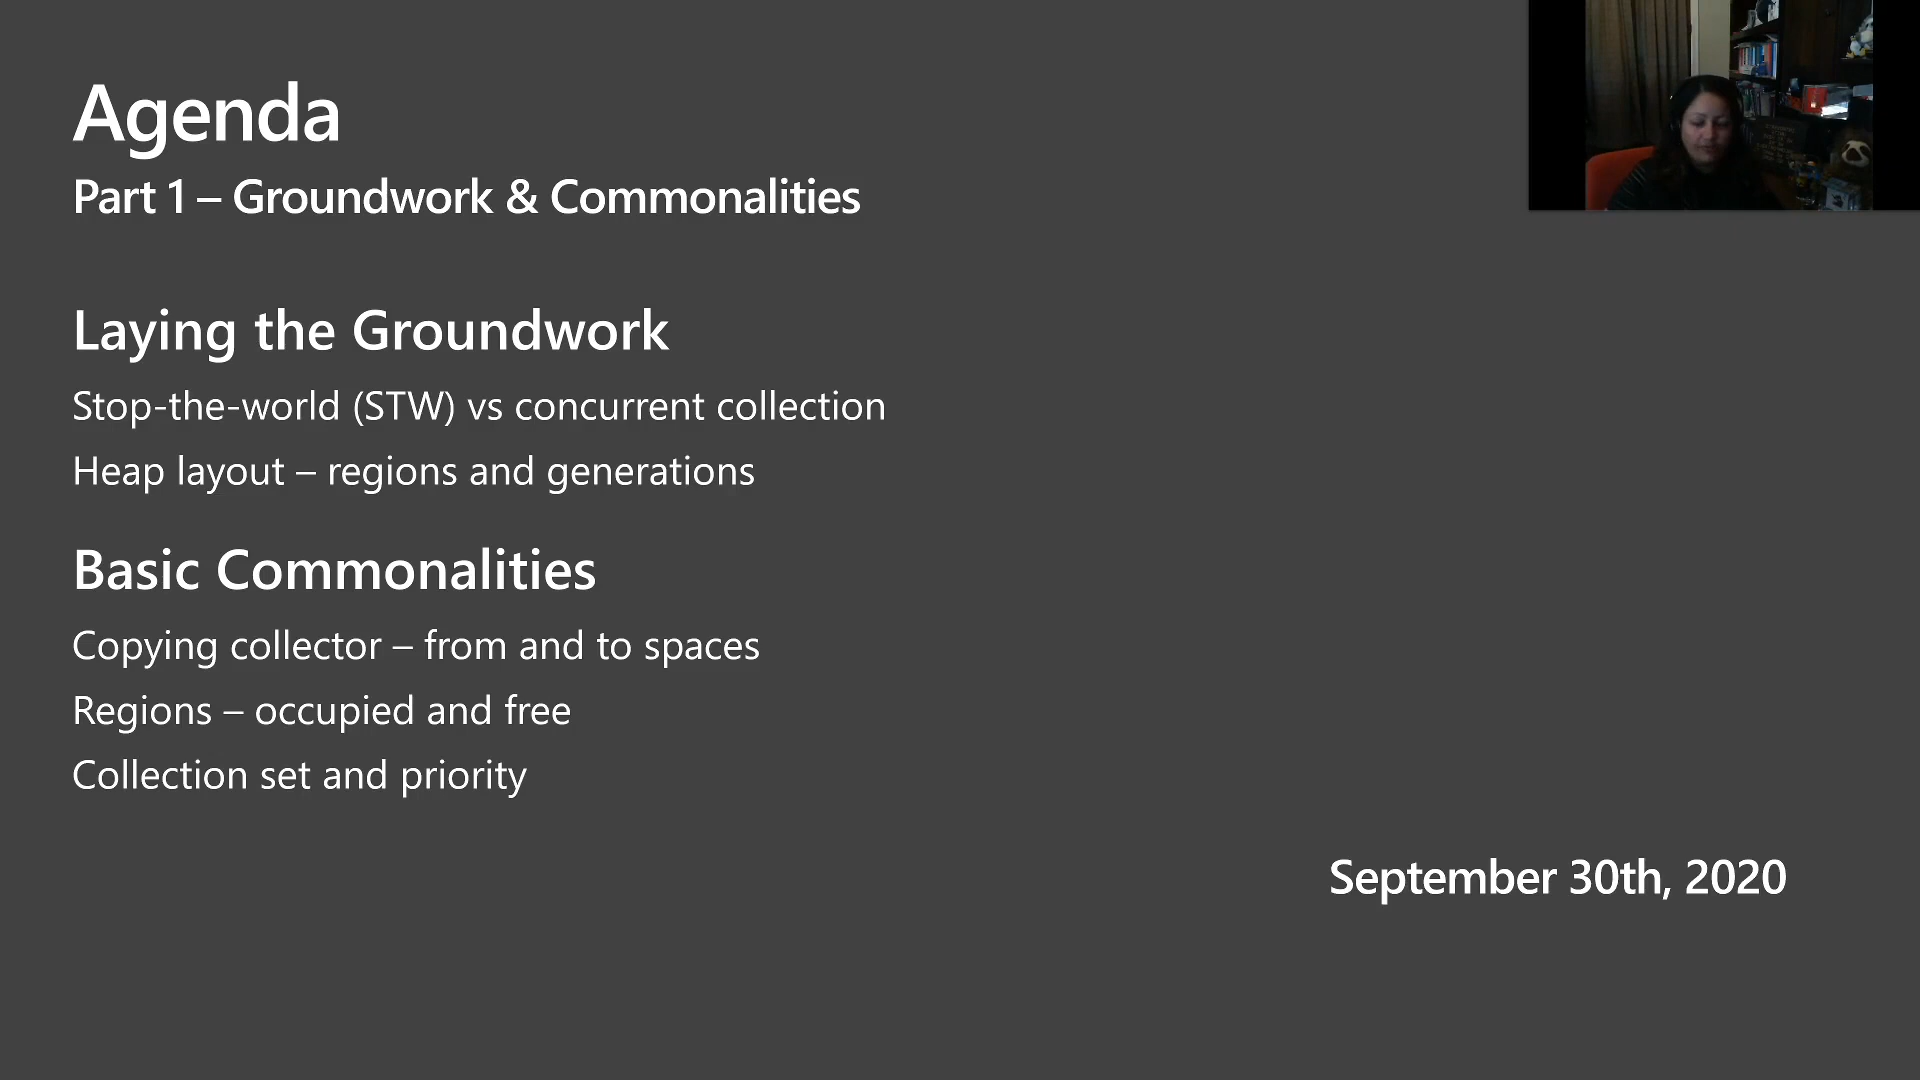 Agenda
Part 1 – Groundwork & Commonalities
Laying the Groundwork
Stop-the-world (STW) vs concurrent collection
Heap layout – regions and generations
Basic Commonalities
Copying collector – from and to spaces
Regions – occupied and free
Collection set and priority
September 30th, 2020